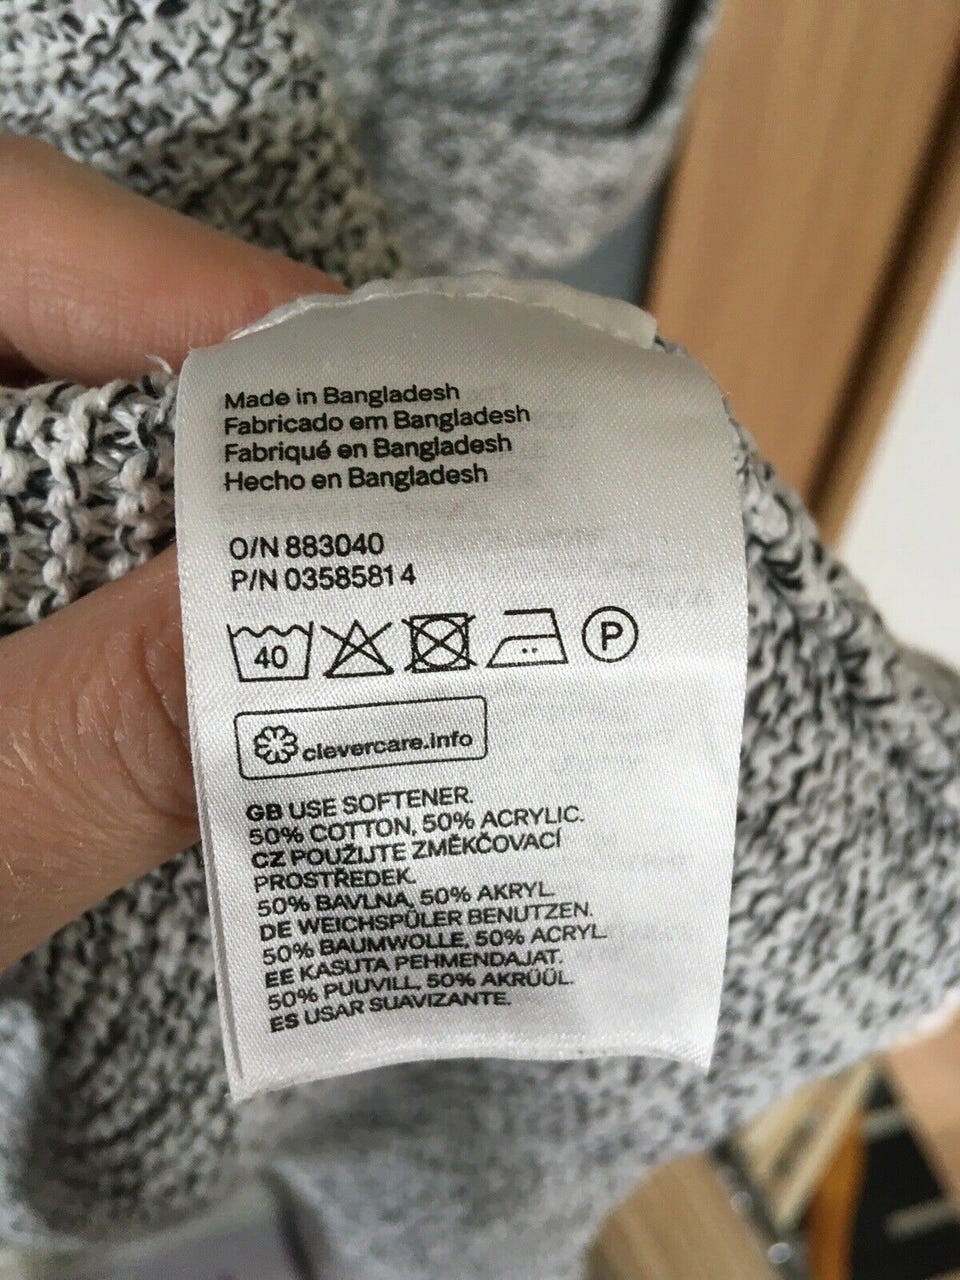 Made in Bangladesh
Fabricado em Bangladesh
Fabriqué en Bangladesh
Hecho en Bangladesh
O/N 883040
P/N 03585814
40 P
clevercare.info
GB USE SOFTENER.
50% COTTON, 50% ACRYLIC.
CZ POUŽIJTE ZMĚKČOVACÍ
PROSTŘEDEK.
50% BAVLNA, 50% AKRYL.
DE WEICHSPÜLER BENUTZEN.
50% BAUMWOLLE, 50% ACRYL.
EE KASUTA PEHMENDAJAT.
50% PUUVILL, 50% AKRÜÜL.
ES USAR SUAVIZANTE.